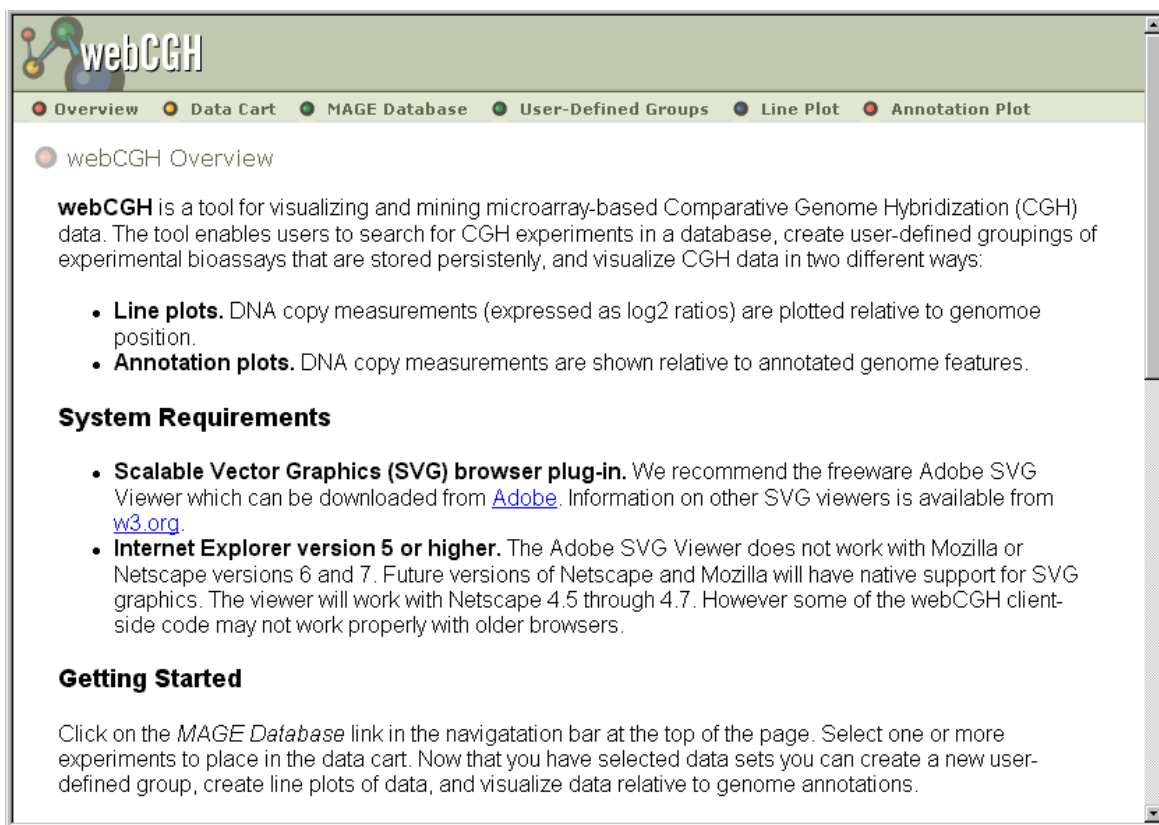 webCGH
Overview Data Cart MAGE Database User-Defined Groups Line Plot Annotation Plot
webCGH Overview
webCGH is a tool for visualizing and mining microarray-based Comparative Genome Hybridization (CGH)
data. The tool enables users to search for CGH experiments in a database, create user-defined groupings of
experimental bioassays that are stored persistenly, and visualize CGH data in two different ways:
• Line plots. DNA copy measurements (expressed as log2 ratios) are plotted relative to genomoe
position.
• Annotation plots. DNA copy measurements are shown relative to annotated genome features.
System Requirements
• Scalable Vector Graphics (SVG) browser plug-in. We recommend the freeware Adobe SVG
Viewer which can be downloaded from Adobe. Information on other SVG viewers is available from
w3.org.
• Internet Explorer version 5 or higher. The Adobe SVG Viewer does not work with Mozilla or
Netscape versions 6 and 7. Future versions of Netscape and Mozilla will have native support for SVG
graphics. The viewer will work with Netscape 4.5 through 4.7. However some of the webCGH client-
side code may not work properly with older browsers.
Getting Started
Click on the MAGE Database link in the navigatation bar at the top of the page. Select one or more
experiments to place in the data cart. Now that you have selected data sets you can create a new user-
defined group, create line plots of data, and visualize data relative to genome annotations.